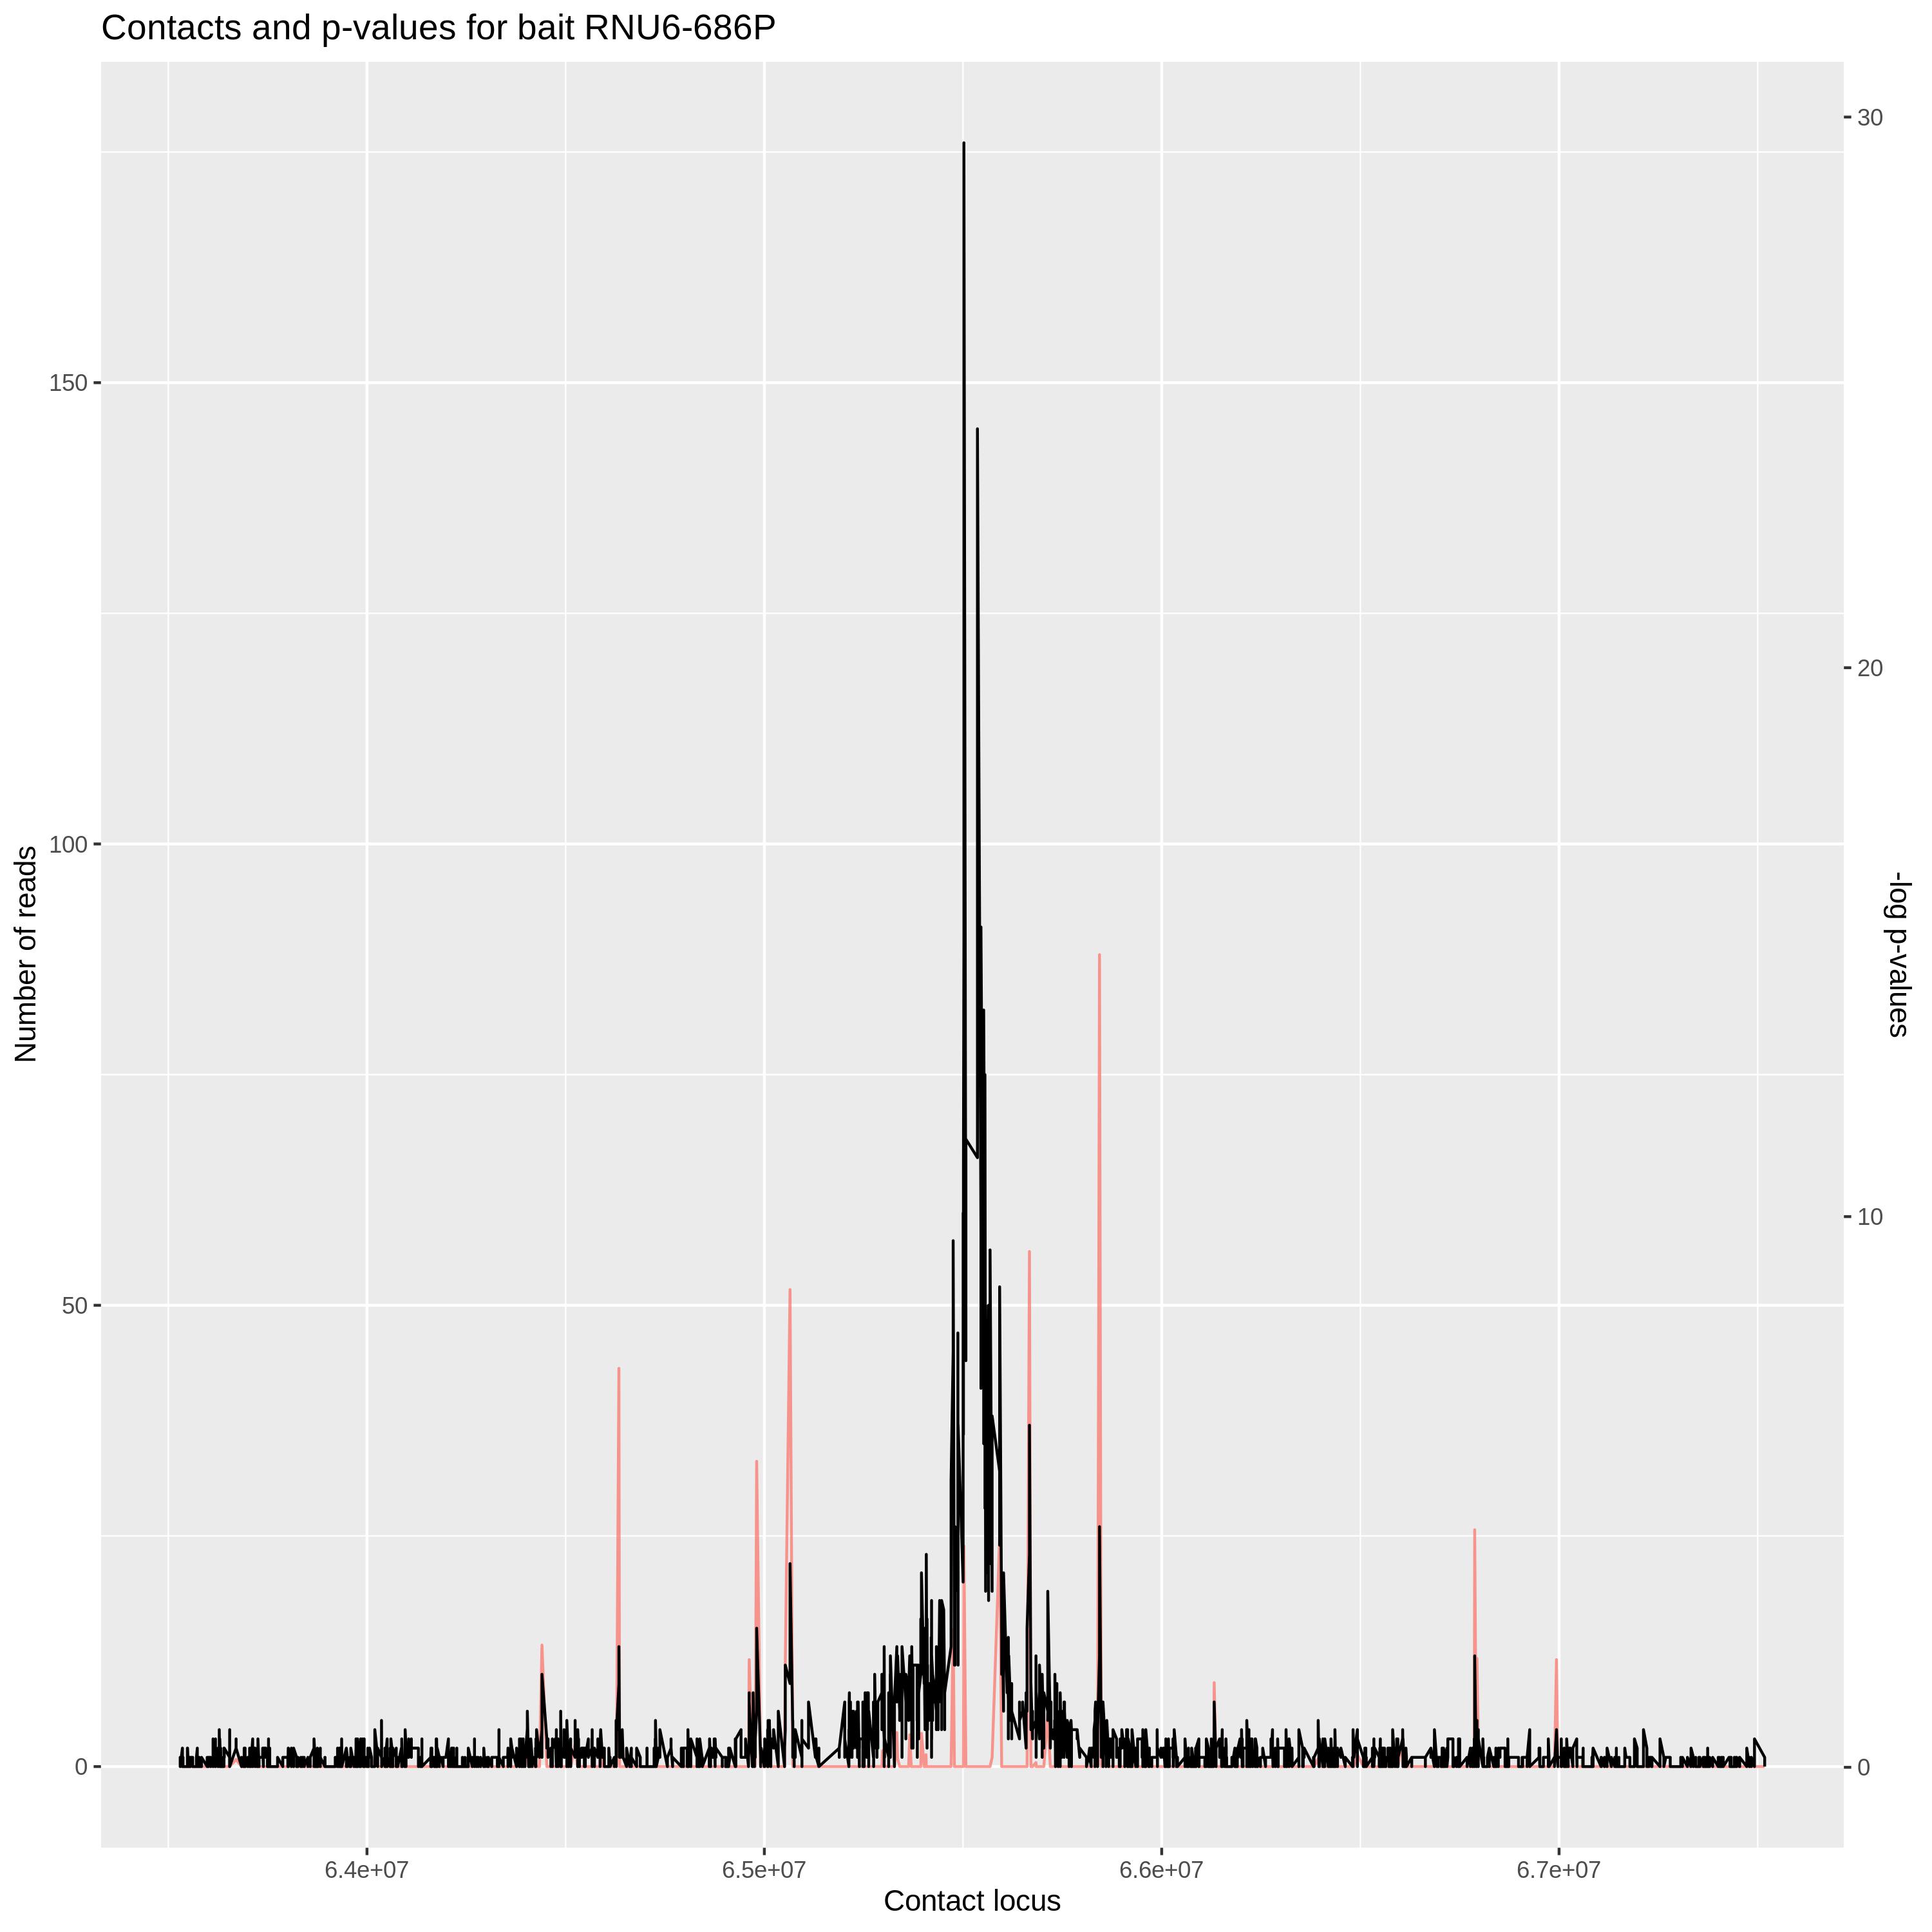 Contacts and p-values for bait RNU6-686P
Number of reads
150
100
50
0
30
20
10
0
-log p-values
6.4e+07
6.5e+07
6.6e+07
6.7e+07
Contact locus